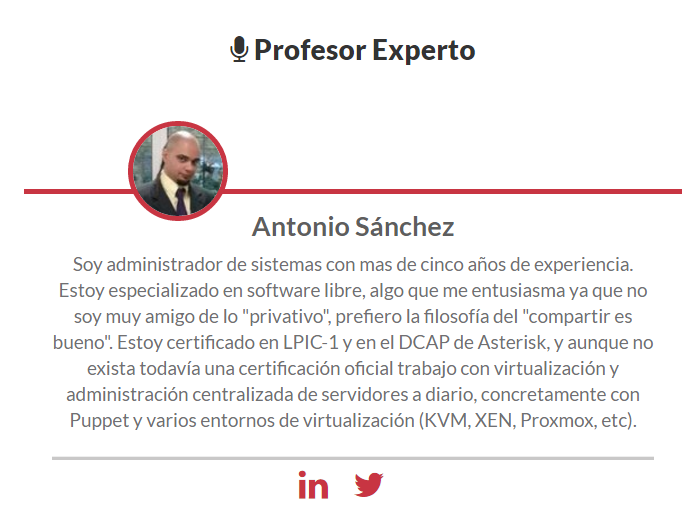 Profesor Experto
Antonio Sánchez
Soy administrador de sistemas con mas de cinco años de experiencia.
Estoy especializado en software libre, algo que me entusiasma ya que no
soy muy amigo de lo "privativo", prefiero la filosofía del "compartir es
bueno". Estoy certificado en LPIC-1 y en el DCAP de Asterisk, y aunque no
exista todavía una certificación oficial trabajo con virtualización y
administración centralizada de servidores a diario, concretamente con
Puppet y varios entornos de virtualización (KVM, XEN, Proxmox, etc).
in